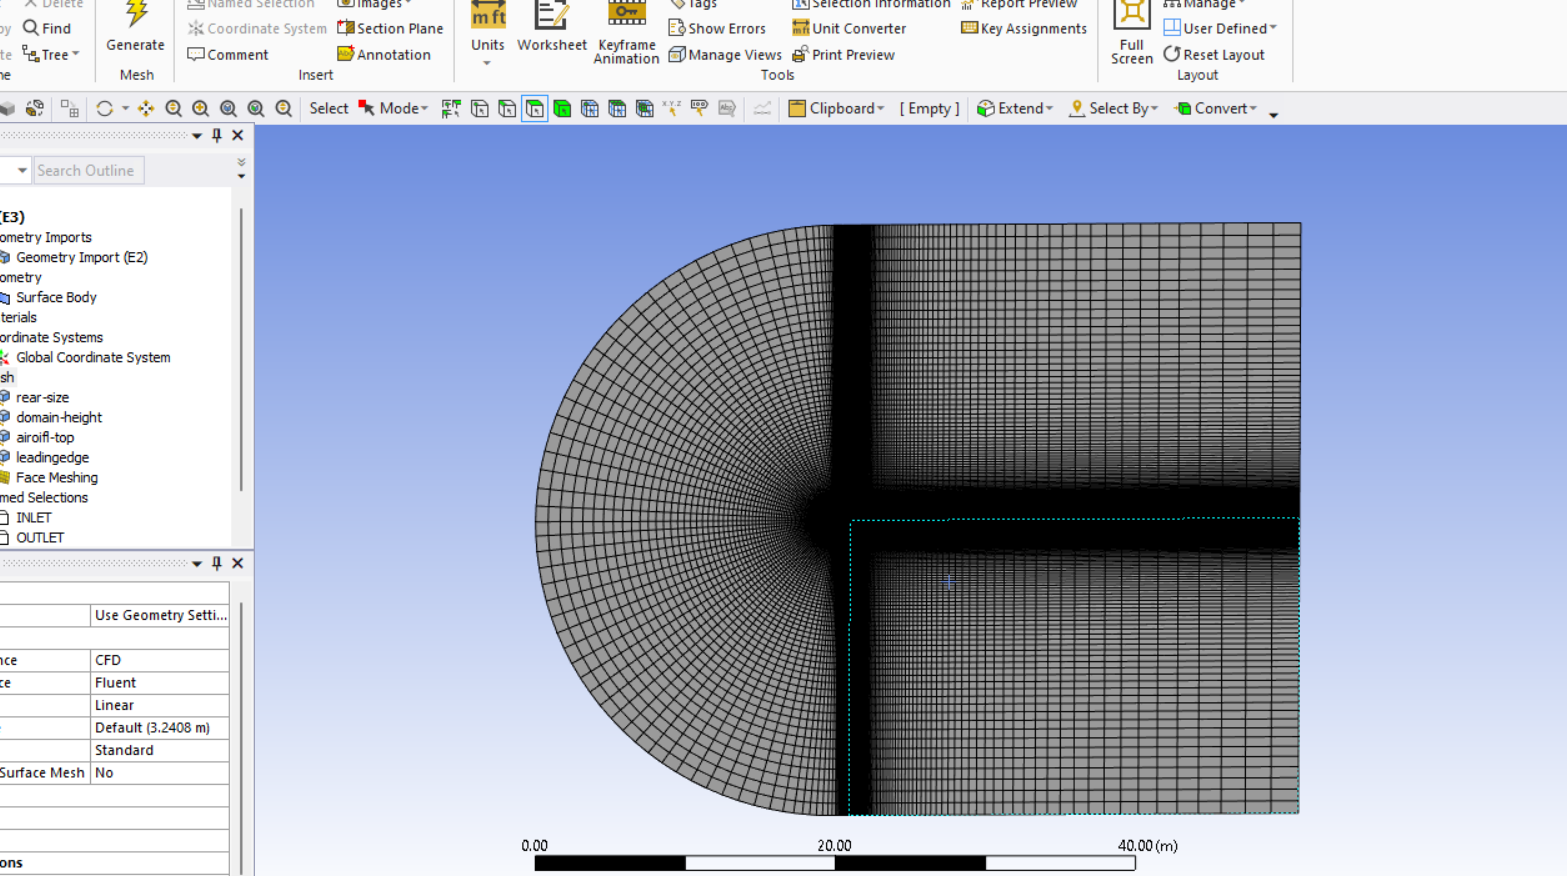 Delete
Named Selection
Images
Tags
Selection Information
Report Preview
Manage
Find
Coordinate System
Section Plane
Show Errors
Unit Converter
Key Assignments
User Defined
Tree
Generate
Comment
Annotation
Units
Worksheet
Keyframe
Animation
Manage Views
Print Preview
Full
Screen
Reset Layout
Mesh
Insert
Tools
Layout
m ft
Select
Mode
Clipboard
[ Empty ]
Extend
Select By
Convert
Search Outline
(E3)
ometry Imports
Geometry Import (E2)
ometry
Surface Body
terials
ordinate Systems
Global Coordinate System
sh
rear-size
domain-height
airoifl-top
leadingedge
Face Meshing
med Selections
INLET
OUTLET
Use Geometry Setti...
nce CFD
ce Fluent
Linear
Default (3.2408 m)
Standard
Surface Mesh No
ons
0.00 20.00 40.00 (m)